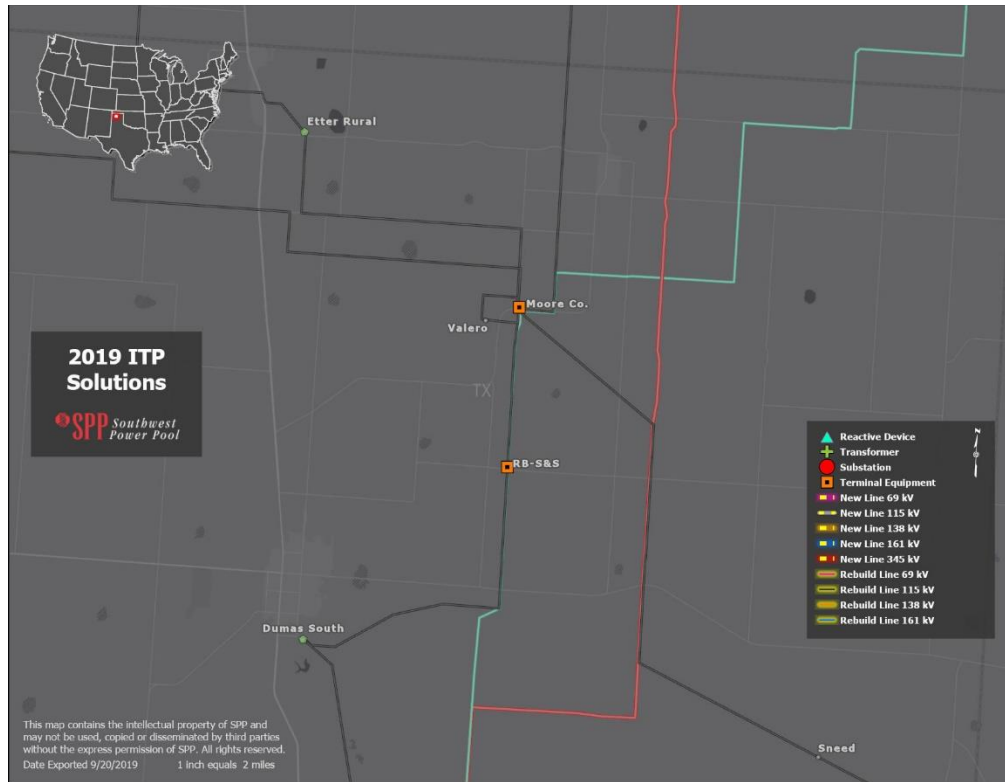 Etter Rural
Moore Co.
Valero
2019 ITP
Solutions
SPP Southwest
Power Pool
TX
RB-S&S
Reactive Device
Transformer
Substation
Terminal Equipment
New Line 69 kV
New Line 115 kV
New Line 138 kV
New Line 161 kV
New Line 345 kV
Rebuild Line 69 kV
Rebuild Line 115 kV
Rebuild Line 138 kV
Rebuild Line 161 kV
N
Dumas South
Sneed
This map contains the intellectual property of SPP and
may not be used, copied or disseminated by third parties
without the express permission of SPP. All rights reserved.
Date Exported 9/20/2019 1 inch equals 2 miles